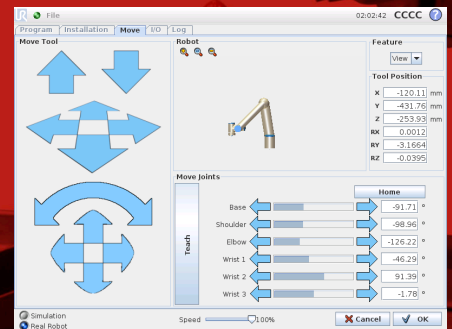 UR File 02:02:42 CCCC ?
Program Installation Move I/O Log
Move Tool
Robot
Feature
View
Tool Position
X -120.11 mm
Y -431.76 mm
Z -253.93 mm
RX 0.0012
RY -3.1664
RZ -0.0395
Move Joints
Teach
Home
Base -91.71 °
Shoulder -98.96 °
Elbow -126.22 °
Wrist 1 -46.29 °
Wrist 2 91.39 °
Wrist 3 -1.78 °
Simulation
Real Robot
Speed 100%
Cancel
OK